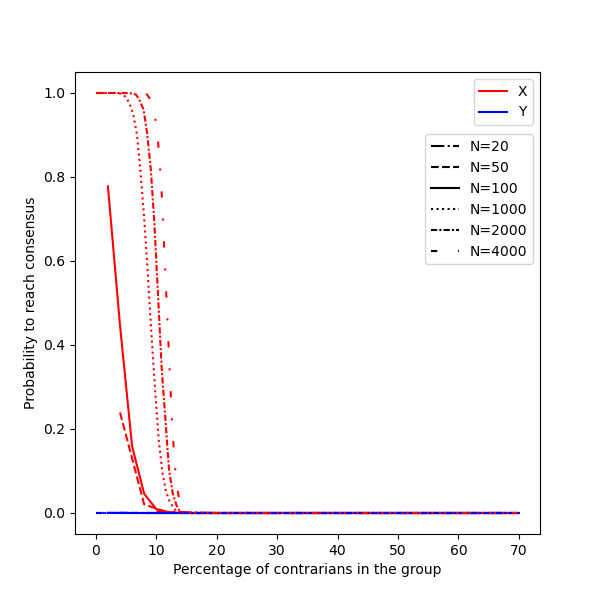 X
Y
N=20
N=50
N=100
N=1000
N=2000
N=4000
1.0
0.8
0.6
0.4
0.2
0.0
Probability to reach consensus
0 10 20 30 40 50 60 70
Percentage of contrarians in the group